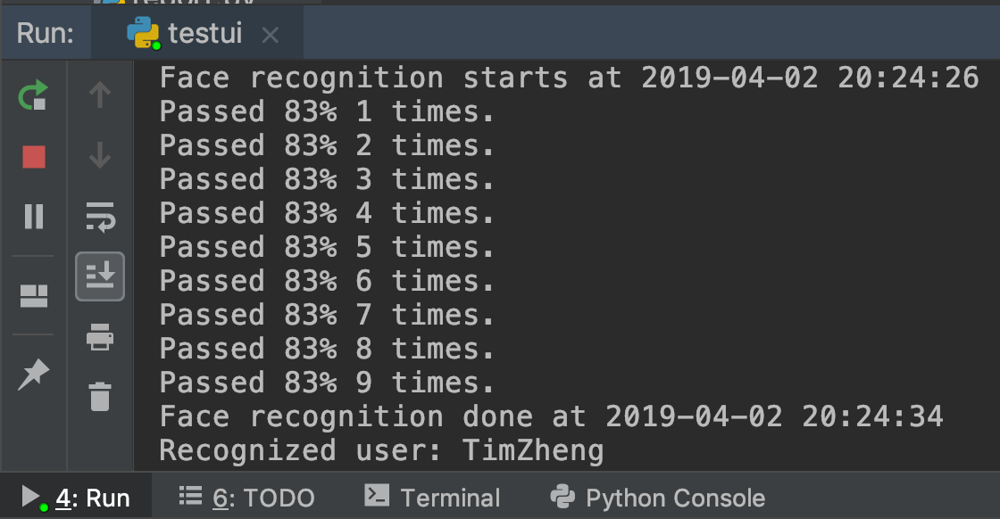 Run: testui
Face recognition starts at 2019-04-02 20:24:26
Passed 83% 1 times.
Passed 83% 2 times.
Passed 83% 3 times.
Passed 83% 4 times.
Passed 83% 5 times.
Passed 83% 6 times.
Passed 83% 7 times.
Passed 83% 8 times.
Passed 83% 9 times.
Face recognition done at 2019-04-02 20:24:34
Recognized user: TimZheng
4: Run 6: TODO Terminal Python Console